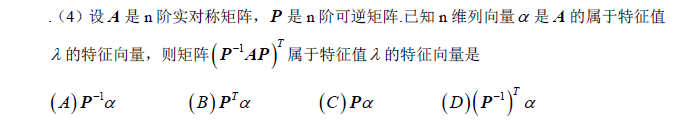 .（4）设 A 是 n 阶实对称矩阵，P 是 n 阶可逆矩阵.已知 n 维列向量 α 是 A 的属于特征值
λ 的特征向量，则矩阵(P⁻¹AP)ᵀ 属于特征值 λ 的特征向量是
(A) P⁻¹α (B) Pᵀα (C) Pα (D) (P⁻¹)ᵀ α